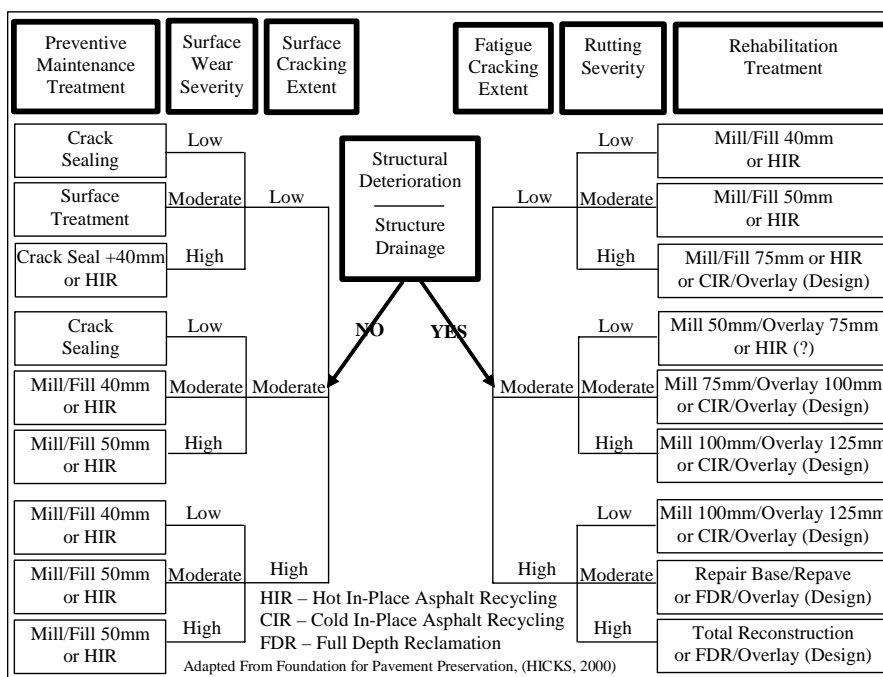 Preventive
Maintenance
Treatment
Surface
Wear
Severity
Surface
Cracking
Extent
Fatigue
Cracking
Extent
Rutting
Severity
Rehabilitation
Treatment
Structural
Deterioration
Structure
Drainage
NO
YES
Crack
Sealing
Low
Surface
Treatment
Moderate
Low
Crack Seal +40mm
or HIR
High
Crack
Sealing
Low
Mill/Fill 40mm
or HIR
Moderate
Moderate
Mill/Fill 50mm
or HIR
High
Mill/Fill 40mm
or HIR
Low
Mill/Fill 50mm
or HIR
Moderate
High
Mill/Fill 50mm
or HIR
High
Low
Mill/Fill 40mm
or HIR
Low
Moderate
Mill/Fill 50mm
or HIR
High
Mill/Fill 75mm or HIR
or CIR/Overlay (Design)
Low
Mill 50mm/Overlay 75mm
or HIR (?)
Moderate
Moderate
Mill 75mm/Overlay 100mm
or CIR/Overlay (Design)
High
Mill 100mm/Overlay 125mm
or CIR/Overlay (Design)
Low
Mill 100mm/Overlay 125mm
or CIR/Overlay (Design)
High
Moderate
Repair Base/Repave
or FDR/Overlay (Design)
High
Total Reconstruction
or FDR/Overlay (Design)
HIR – Hot In-Place Asphalt Recycling
CIR – Cold In-Place Asphalt Recycling
FDR – Full Depth Reclamation
Adapted From Foundation for Pavement Preservation, (HICKS, 2000)